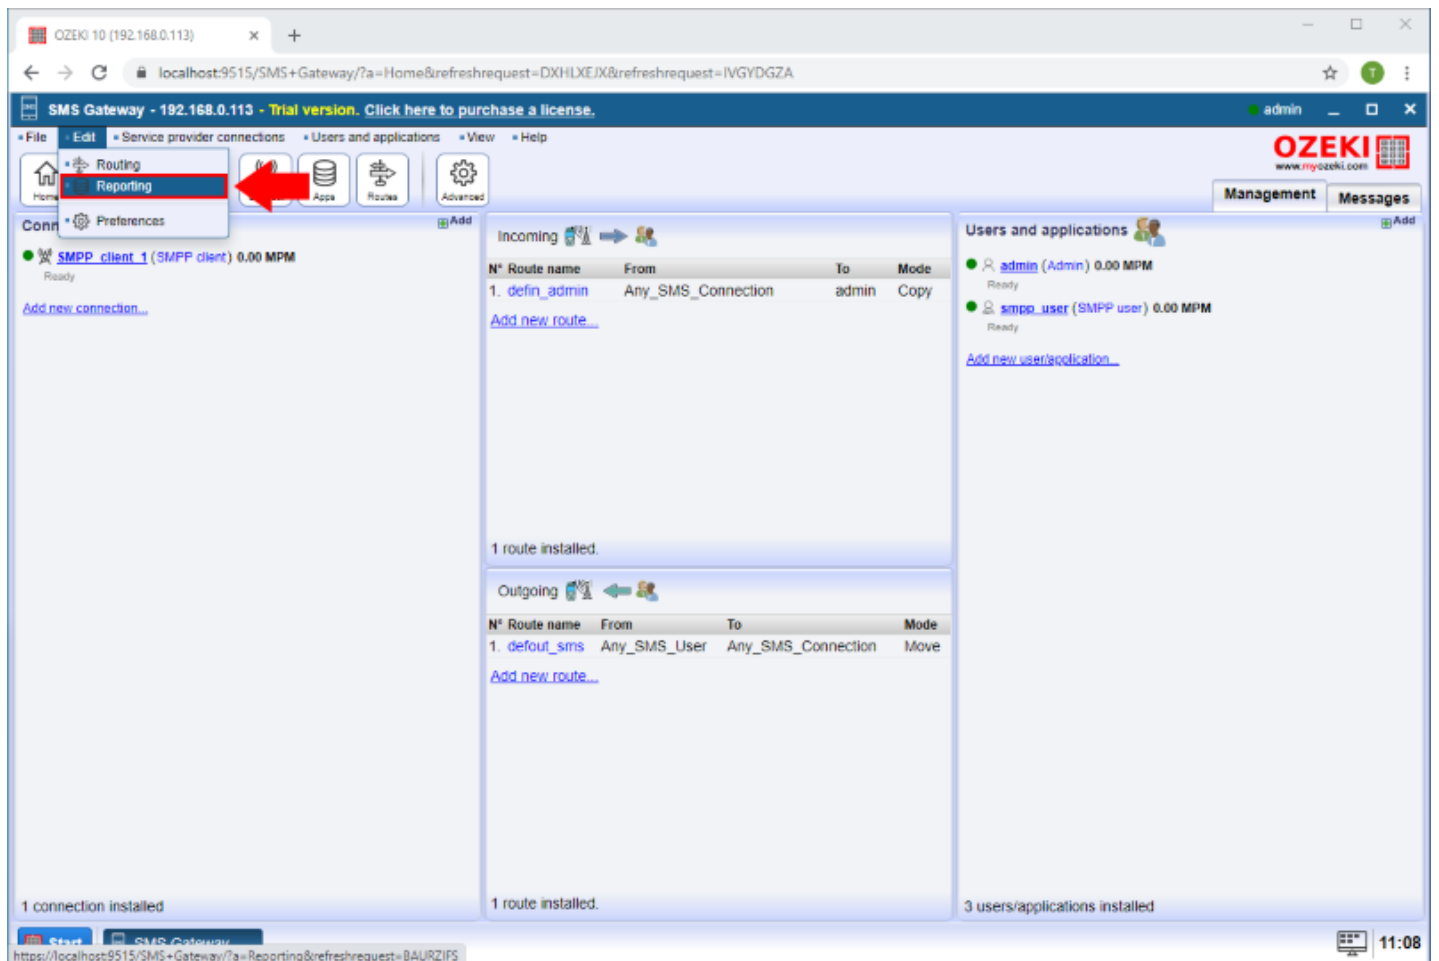 OZEKI 10 (192.168.0.113)
localhost:9515/SMS+Gateway/?a=Home&refreshrequest=DXHLXEJX&refreshrequest=IVGYDGZA
T
SMS Gateway - 192.168.0.113 - Trial version. Click here to purchase a license.
admin
File Edit Service provider connections Users and applications View Help
OZEKI
www.myozeki.com
Routing
Reporting
Preferences
Home
Apps
Routes
Advanced
Management
Messages
Conn
Add
SMPP_client_1 (SMPP client) 0.00 MPM
Ready
Add new connection...
1 connection installed
Incoming
N° Route name From To Mode
1. defin_admin Any_SMS_Connection admin Copy
Add new route...
1 route installed.
Outgoing
N° Route name From To Mode
1. defout_sms Any_SMS_User Any_SMS_Connection Move
Add new route...
1 route installed.
Users and applications
Add
admin (Admin) 0.00 MPM
Ready
smpp_user (SMPP user) 0.00 MPM
Ready
Add new user/application...
3 users/applications installed
Start
SMS Gateway
https://localhost:9515/SMS+Gateway/?a=Reporting&refreshrequest=BAURZIFS
11:08